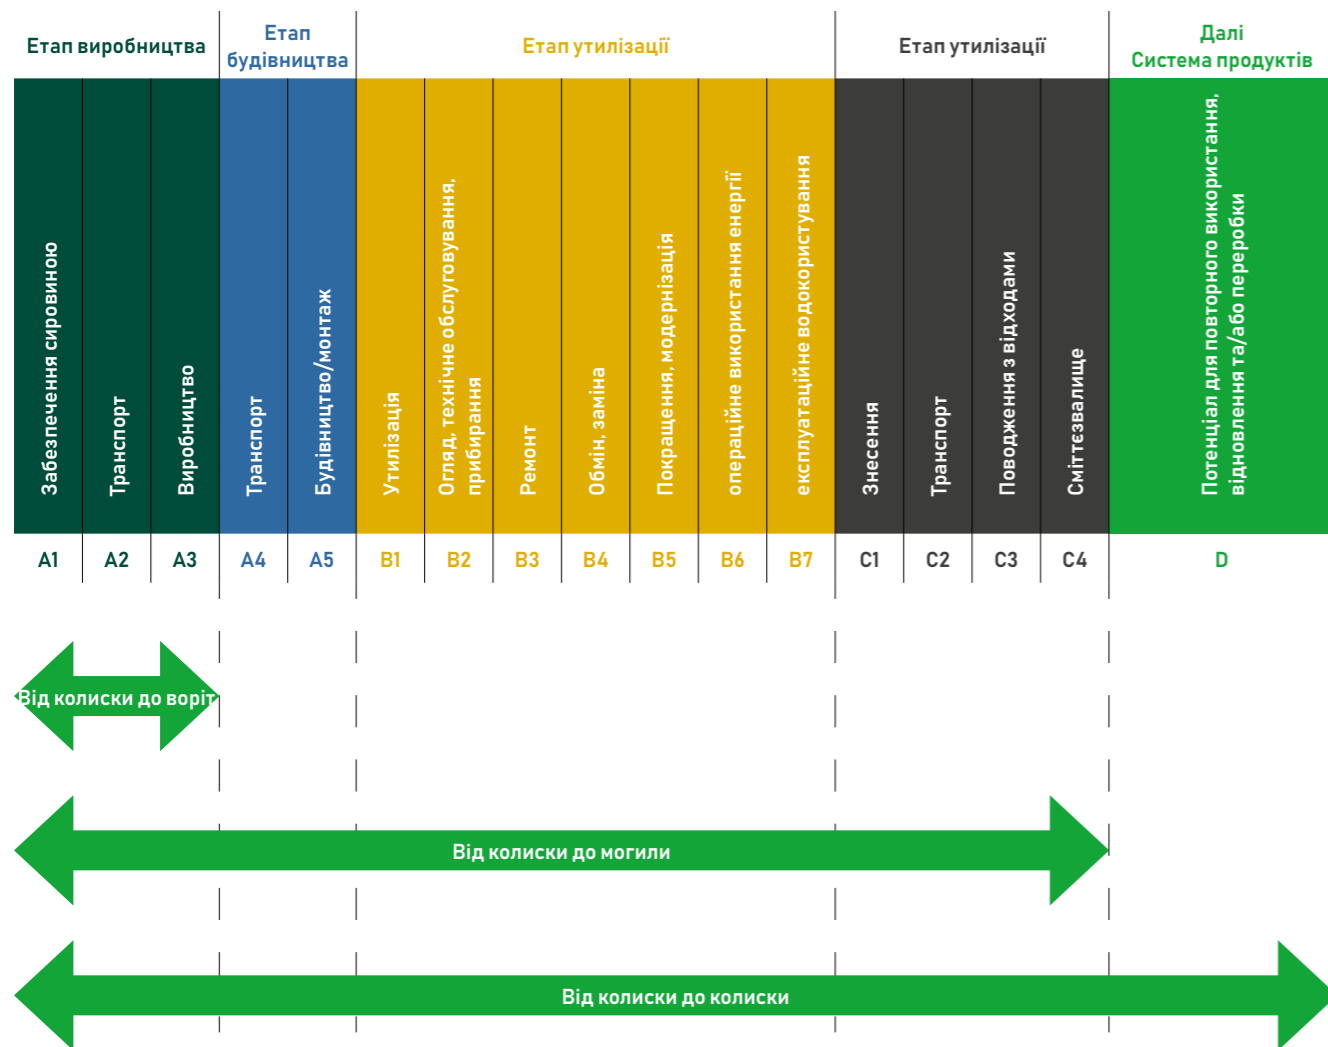 Етап виробництва
Етап
будівництва
Етап утилізації
Етап утилізації
Далі
Система продуктів
Забезпечення сировиною
Транспорт
Виробництво
Транспорт
Будівництво/монтаж
Утилізація
Огляд, технічне обслуговування,
прибирання
Ремонт
Обмін, заміна
Покращення, модернізація
операційне використання енергії
експлуатаційне водокористування
Знесення
Транспорт
Поводження з відходами
Сміттєзвалище
Потенціал для повторного використання,
відновлення та/або переробки
A1
A2
A3
A4
A5
B1
B2
B3
B4
B5
B6
B7
C1
C2
C3
C4
D
Від колиски до воріт
Від колиски до могили
Від колиски до колиски